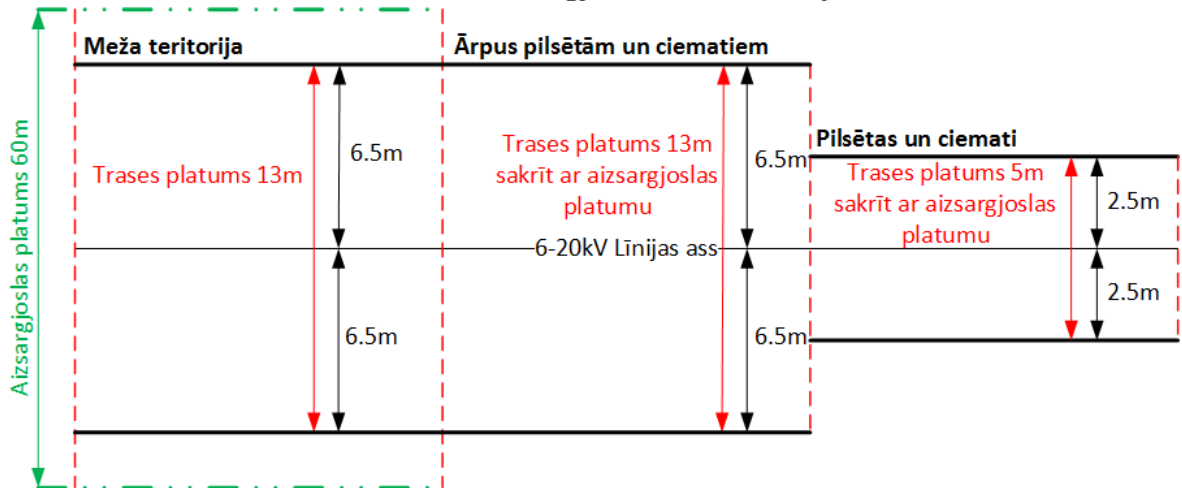 Meža teritorija
Ārpus pilsētām un ciematiem
Pilsētas un ciemati
Aizsargjoslas platums 60m
Trases platums 13m
6.5m
6.5m
Trases platums 13m
sakrīt ar aizsargjoslas
platumu
6.5m
6.5m
6-20kV Līnijas ass
Trases platums 5m
sakrīt ar aizsargjoslas
platumu
2.5m
2.5m